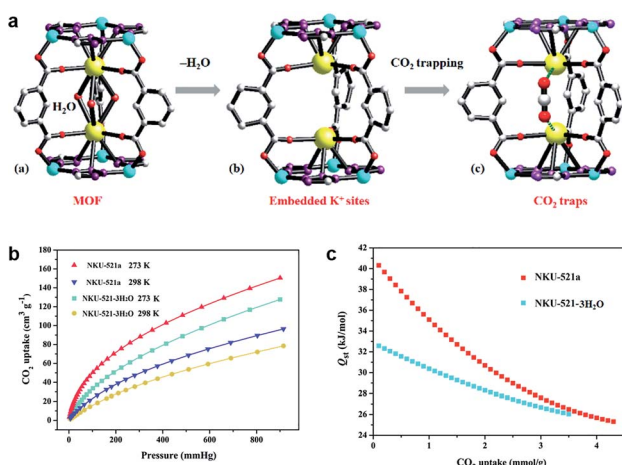 a
–H₂O
CO₂ trapping
H₂O
(a)
(b)
(c)
MOF
Embedded K⁺ sites
CO₂ traps
b
180
160
140
120
100
80
60
40
20
0
CO₂ uptake (cm³ g⁻¹)
NKU-521a 273 K
NKU-521a 298 K
NKU-521-3H₂O 273 K
NKU-521-3H₂O 298 K
0 200 400 600 800
Pressure (mmHg)
c
42
40
38
36
34
32
30
28
26
24
Qst (kJ/mol)
NKU-521a
NKU-521-3H₂O
0 1 2 3 4
CO₂ uptake (mmol/g)